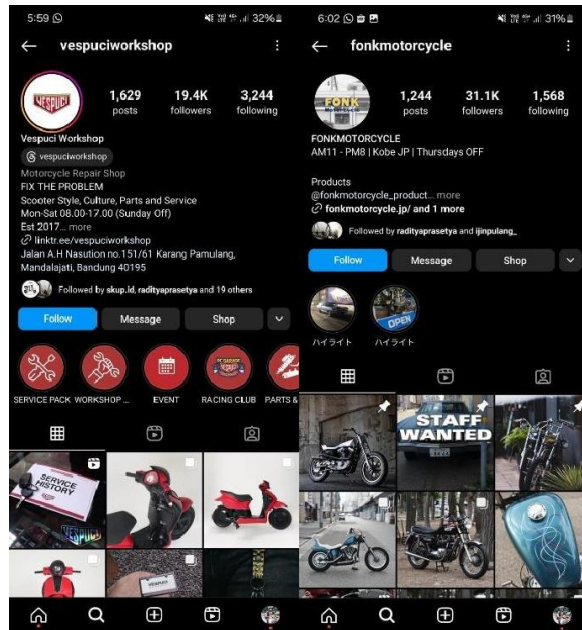 5:59
32%
vespuciworkshop
VESPUCI
1,629 posts
19.4K followers
3,244 following
Vespuci Workshop
vespuciworkshop
Motorcycle Repair Shop
FIX THE PROBLEM
Scooter Style, Culture, Parts and Service
Mon-Sat 08.00-17.00 (Sunday Off)
Est 2017... more
linktr.ee/vespuciworkshop
Jalan A.H Nasution no.151/61 Karang Pamulang,
Mandalajati, Bandung 40195
Followed by skup.id, radityaprasetya and 19 others
Follow Message Shop
SERVICE PACK WORKSHOP ... EVENT RACING CLUB PARTS &
SERVICE
HISTORY
VESPUCI
6:02
31%
fonkmotorcycle
FONK
1,244 posts
31.1K followers
1,568 following
FONKMOTORCYCLE
AM11 - PM8 | Kobe JP | Thursdays OFF
Products
@fonkmotorcycle_product... more
fonkmotorcycle.jp/ and 1 more
Followed by radityaprasetya and ijinpulang_
Follow Message Shop
OPEN
ハイライト ハイライト
STAFF
WANTED